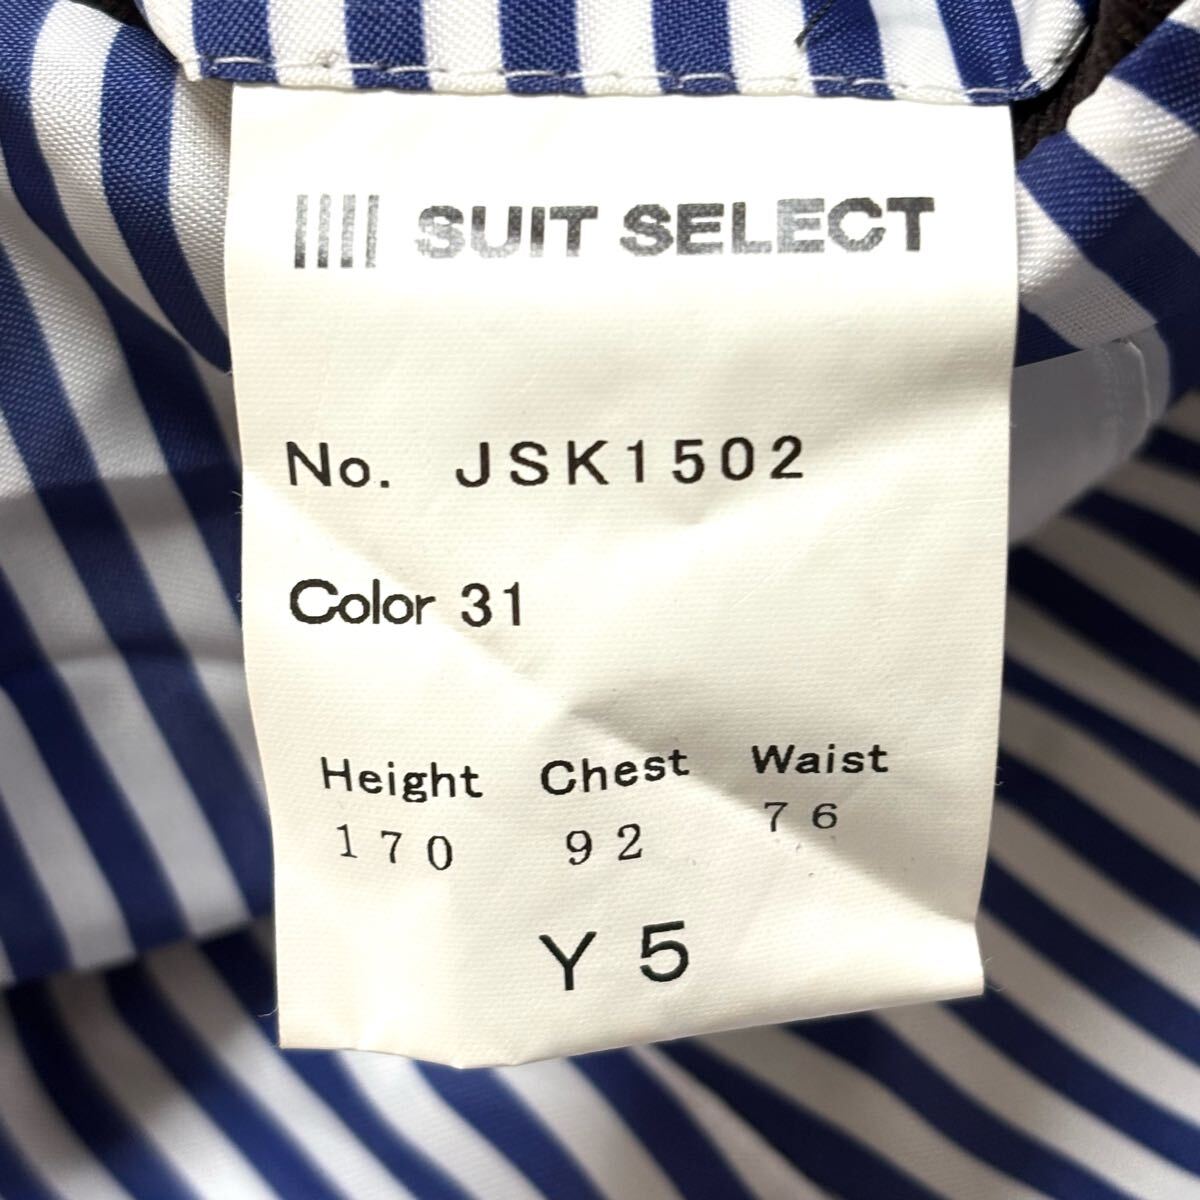 SUIT SELECT
No. JSK1502
Color 31
Height Chest Waist
170 92 76
Y5